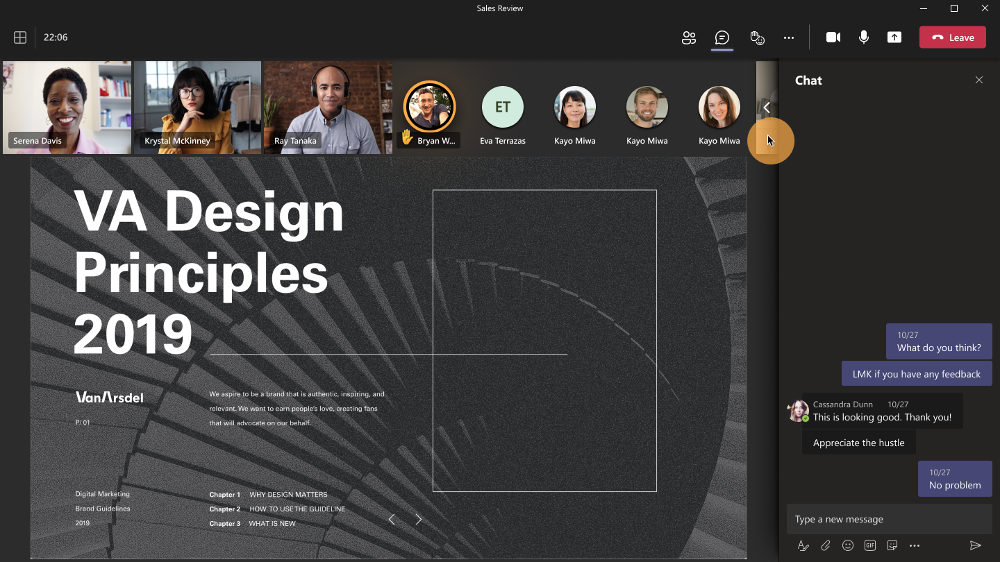 Sales Review
22:06
Leave
Serena Davis
Krystal McKinney
Ray Tanaka
Bryan W...
ET
Eva Terrazas
Kayo Miwa
Kayo Miwa
Kayo Miwa
VA Design
Principles
2019
VanArsdel
P/ 01
We aspire to be a brand that is authentic, inspiring, and
relevant. We want to earn people's love, creating fans
that will advocate on our behalf.
Digital Marketing
Brand Guidelines
2019
Chapter 1 WHY DESIGN MATTERS
Chapter 2 HOW TO USETHE GUIDELINE
Chapter 3 WHAT IS NEW
Chat
10/27
What do you think?
LMK if you have any feedback
Cassandra Dunn 10/27
This is looking good. Thank you!
Appreciate the hustle
10/27
No problem
Type a new message
GIF